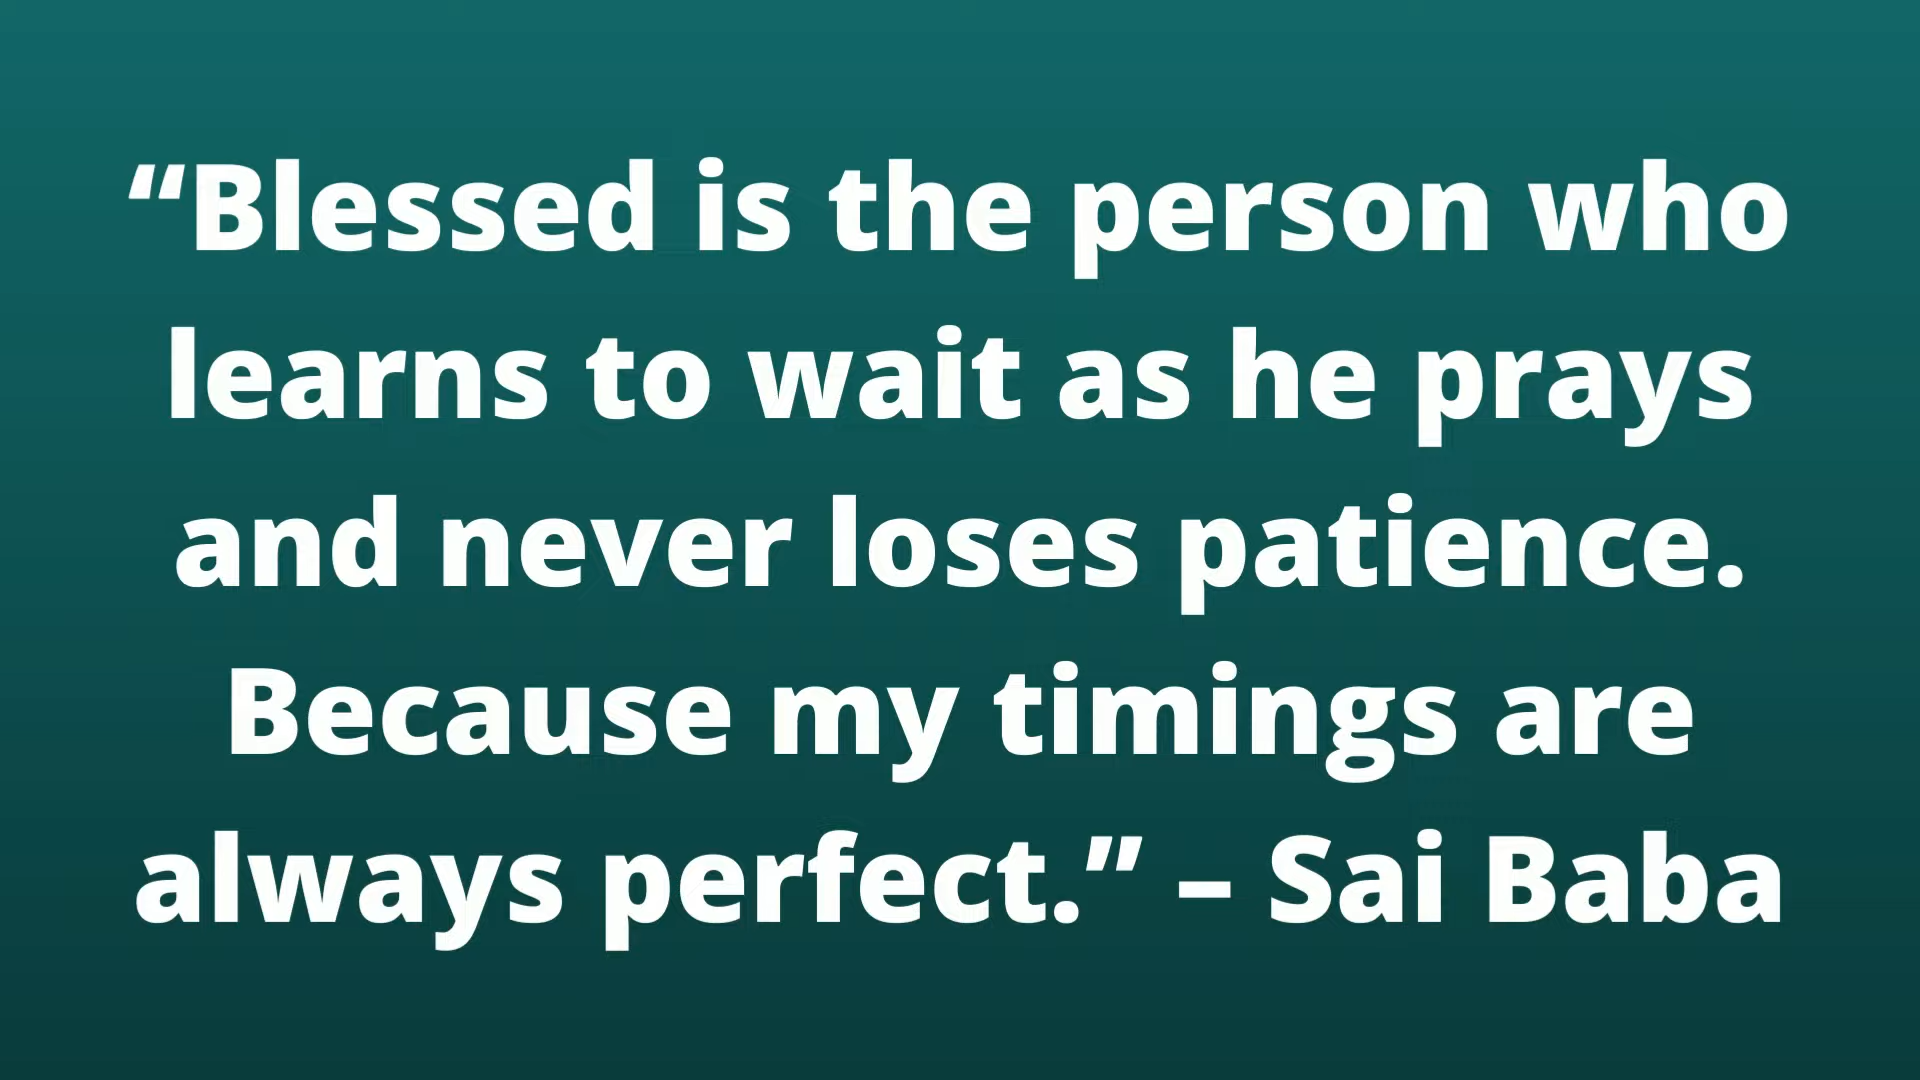 “Blessed is the person who
learns to wait as he prays
and never loses patience.
Because my timings are
always perfect.” – Sai Baba